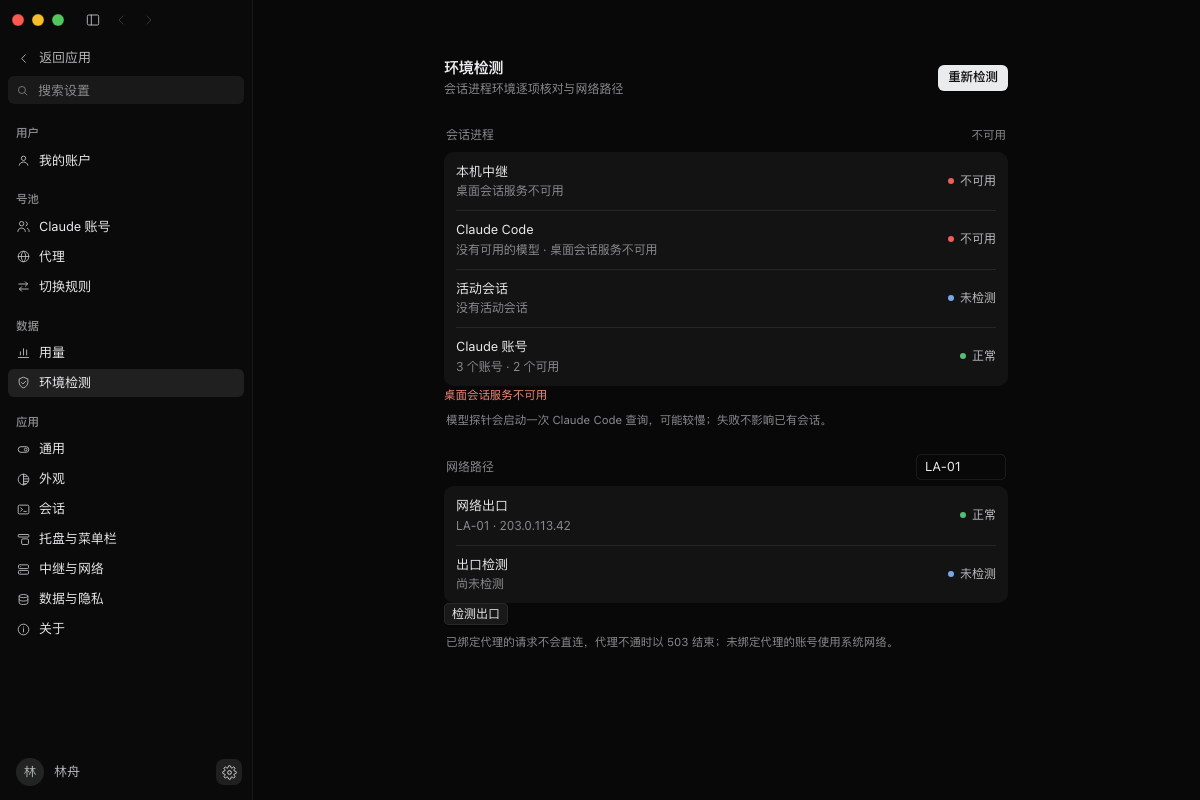 返回应用
搜索设置
用户
我的账户
号池
Claude 账号
代理
切换规则
数据
用量
环境检测
应用
通用
外观
会话
托盘与菜单栏
中继与网络
数据与隐私
关于
林 林舟
环境检测
会话进程环境逐项核对与网络路径
重新检测
会话进程 不可用
本机中继
桌面会话服务不可用
不可用
Claude Code
没有可用的模型 · 桌面会话服务不可用
不可用
活动会话
没有活动会话
未检测
Claude 账号
3 个账号 · 2 个可用
正常
桌面会话服务不可用
模型探针会启动一次 Claude Code 查询，可能较慢；失败不影响已有会话。
网络路径 LA-01
网络出口
LA-01 · 203.0.113.42
正常
出口检测
尚未检测
未检测
检测出口
已绑定代理的请求不会直连，代理不通时以 503 结束；未绑定代理的账号使用系统网络。